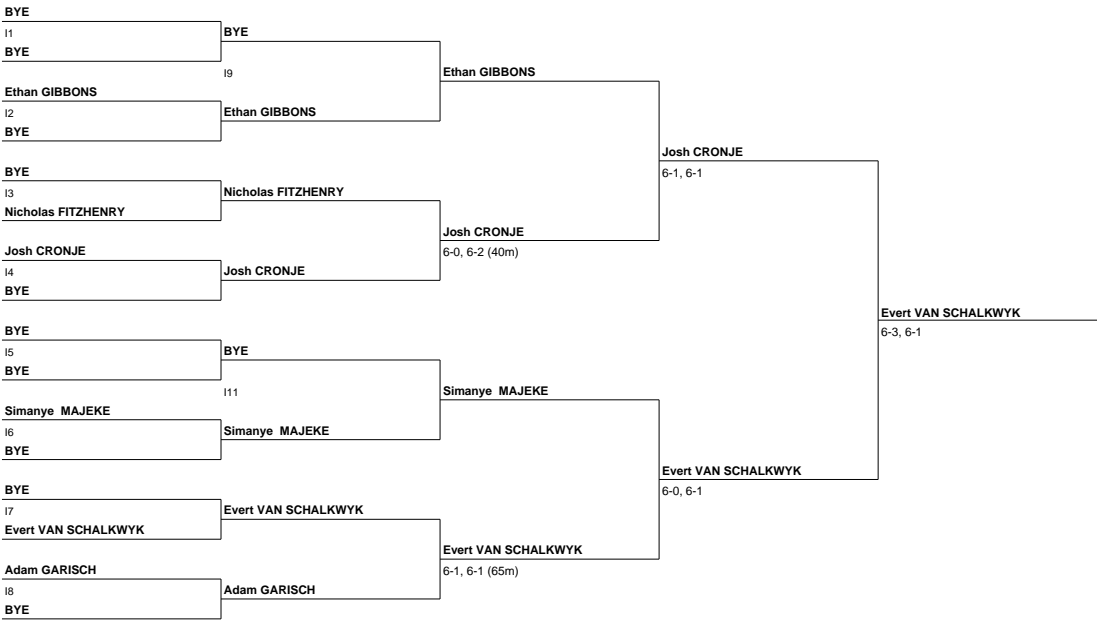 BYE
I1
BYE
BYE
I9
Ethan GIBBONS
Ethan GIBBONS
I2
Ethan GIBBONS
BYE
Josh CRONJE
6-1, 6-1
BYE
I3
Nicholas FITZHENRY
Nicholas FITZHENRY
Josh CRONJE
6-0, 6-2 (40m)
Josh CRONJE
I4
Josh CRONJE
BYE
Evert VAN SCHALKWYK
6-3, 6-1
BYE
I5
BYE
BYE
I11
Simanye MAJEKE
Simanye MAJEKE
I6
Simanye MAJEKE
BYE
Evert VAN SCHALKWYK
6-0, 6-1
BYE
I7
Evert VAN SCHALKWYK
Evert VAN SCHALKWYK
Evert VAN SCHALKWYK
6-1, 6-1 (65m)
Adam GARISCH
I8
Adam GARISCH
BYE